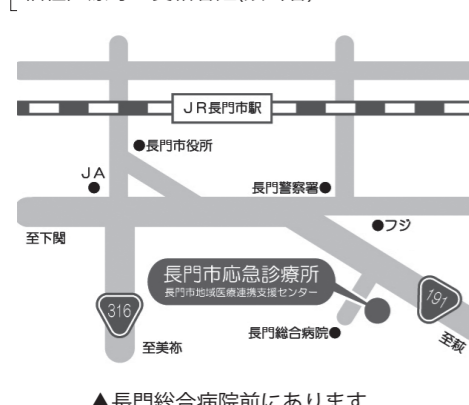 JR長門市駅
●長門市役所
JA
●
長門警察署●
●フジ
至下関
長門市応急診療所
長門市地域医療連携支援センター
316
191
長門総合病院●
至美祢
至萩
▲長門総合病院前にあります